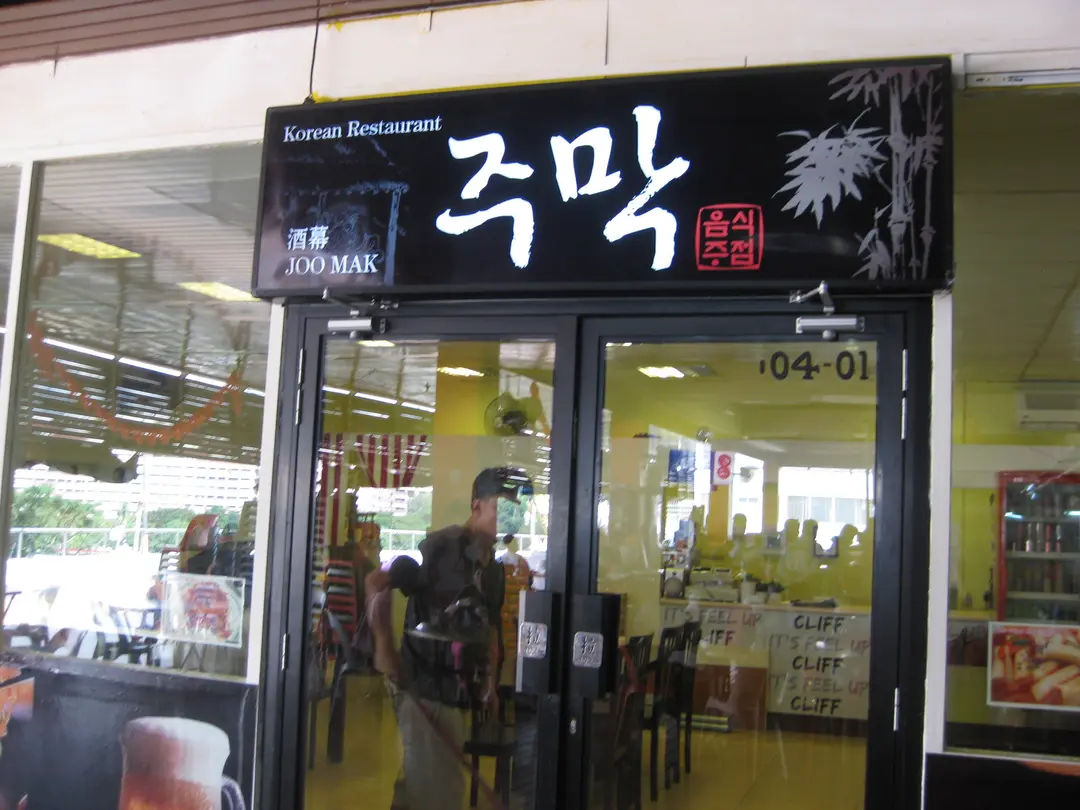 Korean Restaurant
주막
酒幕
JOO MAK
음식
주점
04-01
IT'S FEEL UP
CLIFF
IFF
IT'S FEEL UP
CLIFF
IT'S FEEL UP
CLIFF